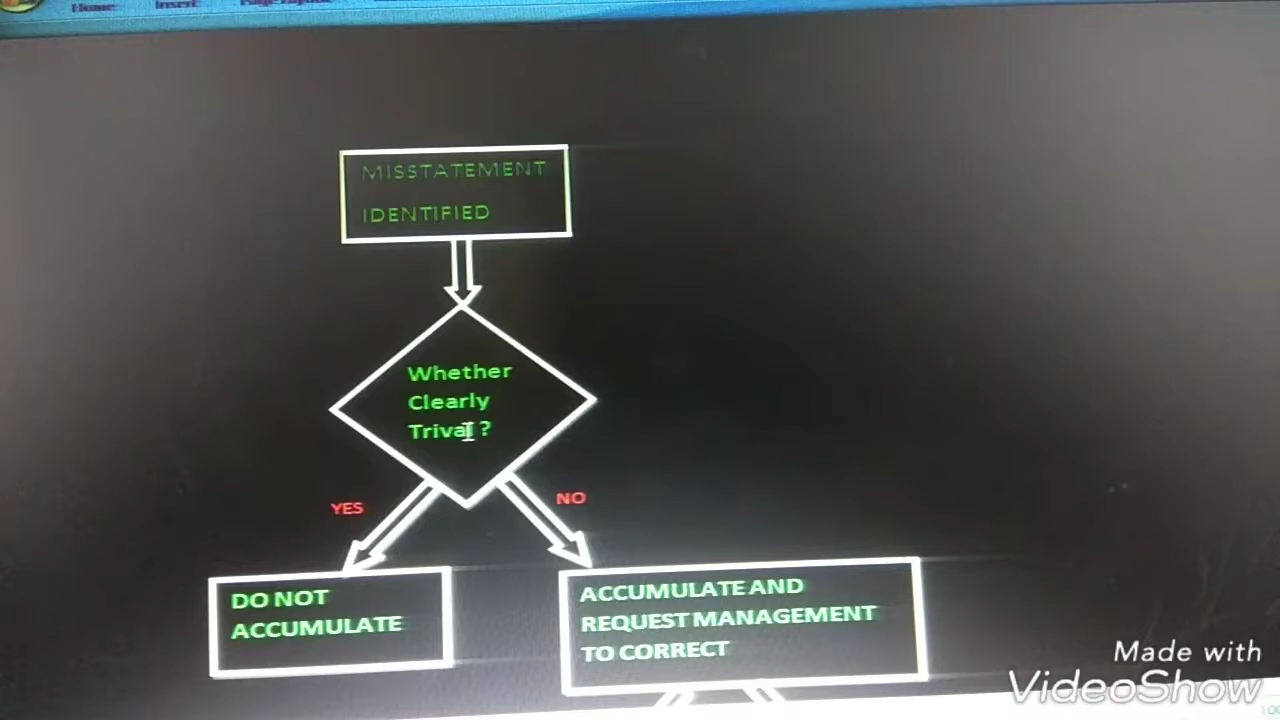 Home Insert Page Layout
MISSTATEMENT
IDENTIFIED
Whether
Clearly
Trival ?
YES
NO
DO NOT
ACCUMULATE
ACCUMULATE AND
REQUEST MANAGEMENT
TO CORRECT
Made with
VideoShow